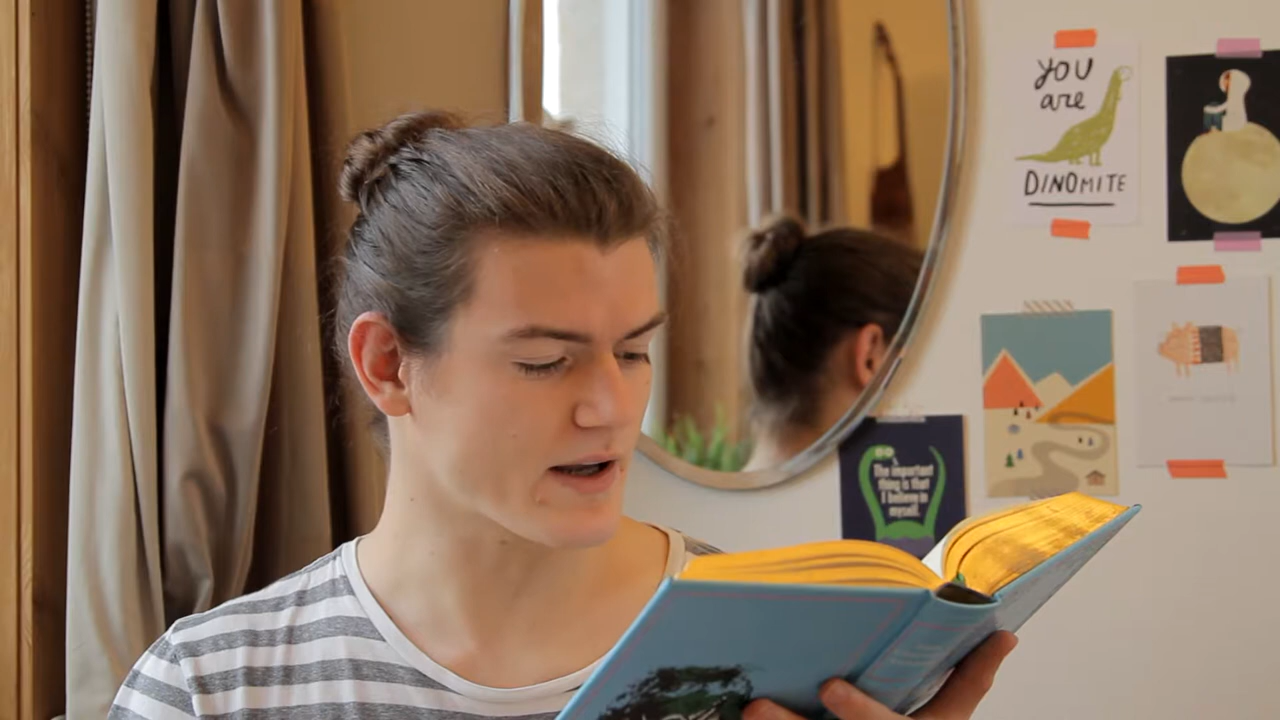 YOU
are
DINOMITE
The important
thing is that
I believe in
myself.